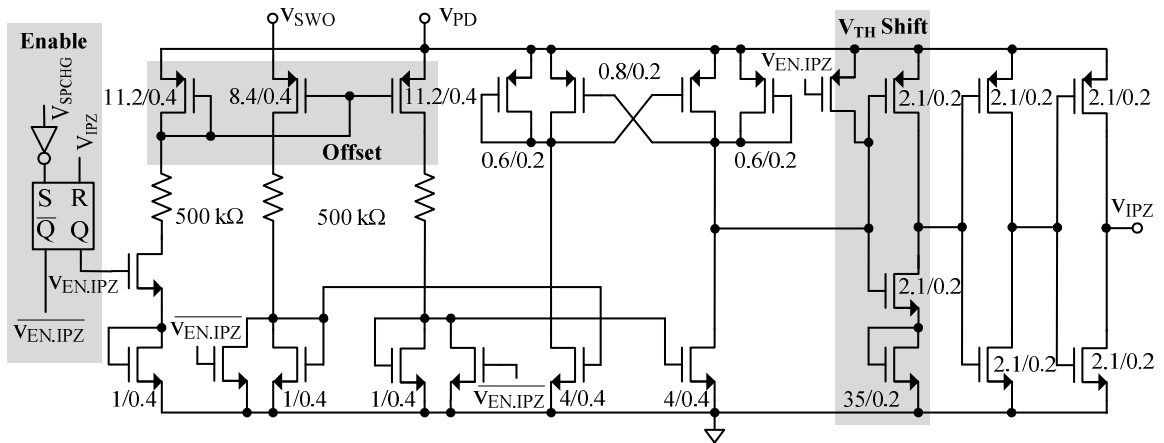 Enable
V_SPCHG
V_IPZ
S R
Q̅ Q
V_EN.IPZ
V̅_EN.IPZ
V_SWO
V_PD
11.2/0.4
8.4/0.4
11.2/0.4
Offset
500 kΩ
500 kΩ
V̅_EN.IPZ
1/0.4
1/0.4
1/0.4
V̅_EN.IPZ
0.8/0.2
0.6/0.2
0.6/0.2
4/0.4
4/0.4
V_TH Shift
V_EN.IPZ
2.1/0.2
2.1/0.2
2.1/0.2
2.1/0.2
35/0.2
2.1/0.2
2.1/0.2
V_IPZ